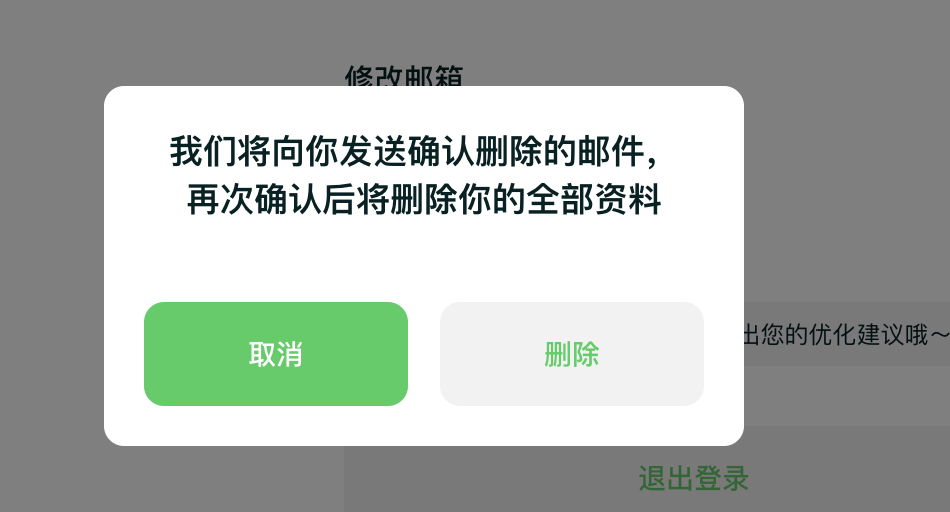 修改邮箱
我们将向你发送确认删除的邮件，
再次确认后将删除你的全部资料
出您的优化建议哦～
取消
删除
退出登录